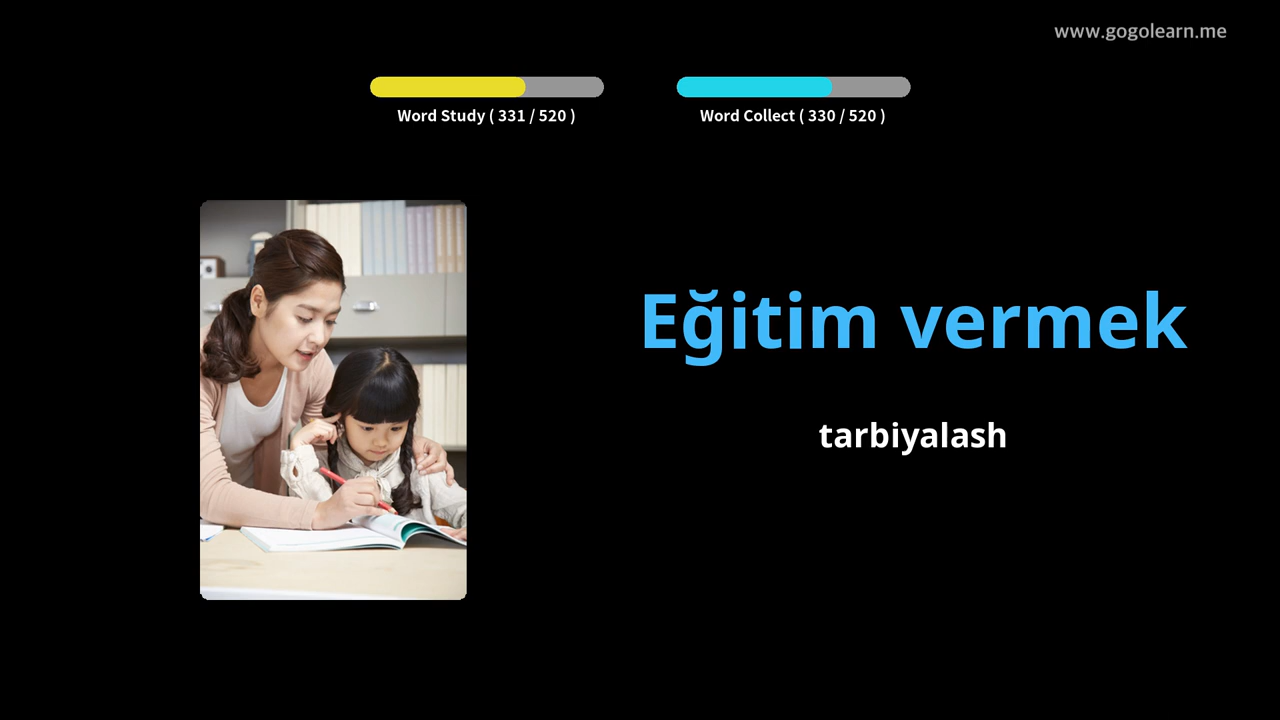 www.gogolearn.me
Word Study ( 331 / 520 )
Word Collect ( 330 / 520 )
Eğitim vermek
tarbiyalash